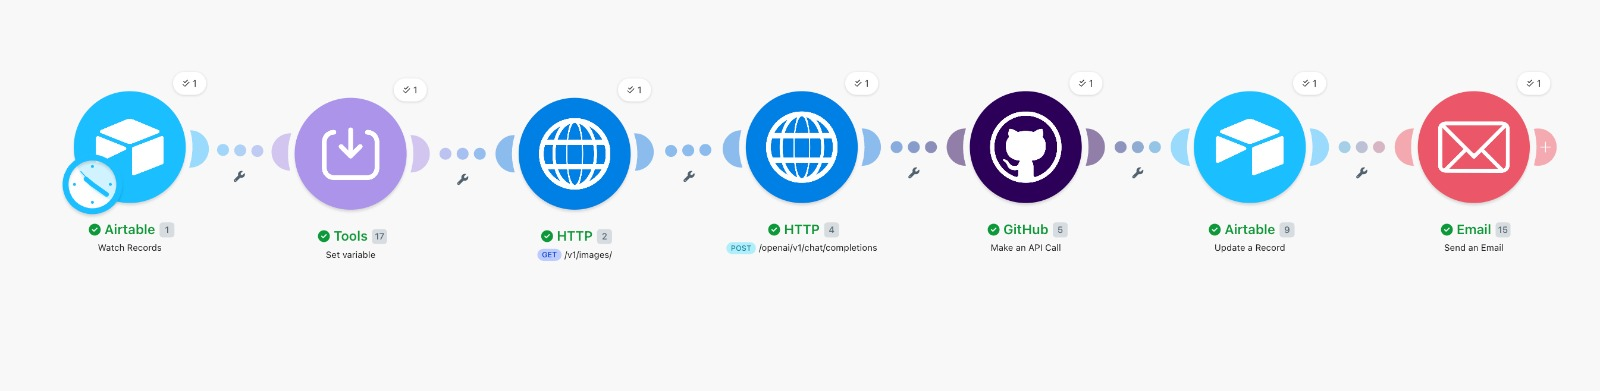 1
1
1
1
1
1
1
Airtable 1
Watch Records
Tools 17
Set variable
HTTP 2
GET /v1/images/
HTTP 4
POST /openai/v1/chat/completions
GitHub 6
Make an API Call
Airtable 9
Update a Record
Email 15
Send an Email